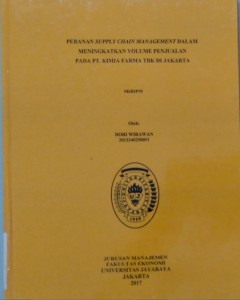 PERANAN SUPPLY CHAIN MANAGEMENT DALAM
MENINGKATKAN VOLUME PENJUALAN
PADA PT. KIMIA FARMA TBK DI JAKARTA
SKRIPSI
Oleh:
WIRAWAN
JURUSAN MANAJEMEN
FAKULTAS EKONOMI
UNIVERSITAS JAYABAYA
JAKARTA
2017